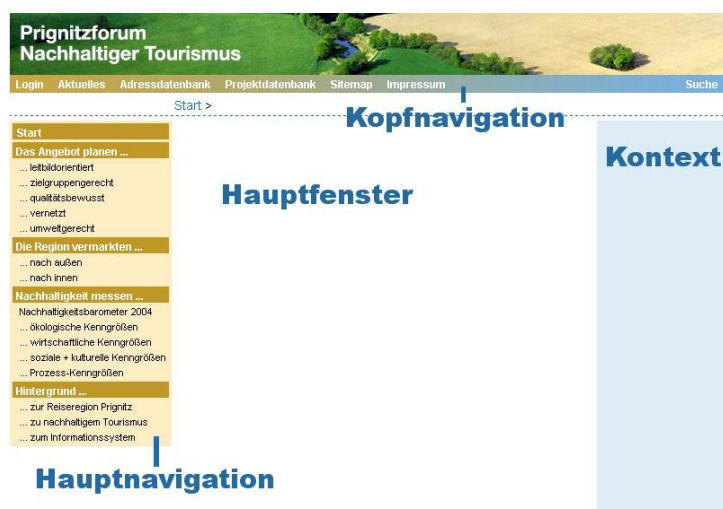 Prignitzforum
Nachhaltiger Tourismus
Login Aktuelles Adressdatenbank Projektdatenbank Sitemap Impressum Suche
Start >
Kopfnavigation
Start
Das Angebot planen ...
... leitbildorientiert
... zielgruppengerecht
... qualitätsbewusst
... vernetzt
... umweltgerecht
Die Region vermarkten ...
... nach außen
... nach innen
Nachhaltigkeit messen ...
Nachhaltigkeitsbarometer 2004
... ökologische Kenngrößen
... wirtschaftliche Kenngrößen
... soziale + kulturelle Kenngrößen
... Prozess-Kenngrößen
Hintergrund ...
... zur Reiseregion Prignitz
... zu nachhaltigem Tourismus
... zum Informationssystem
Hauptfenster
Kontext
Hauptnavigation